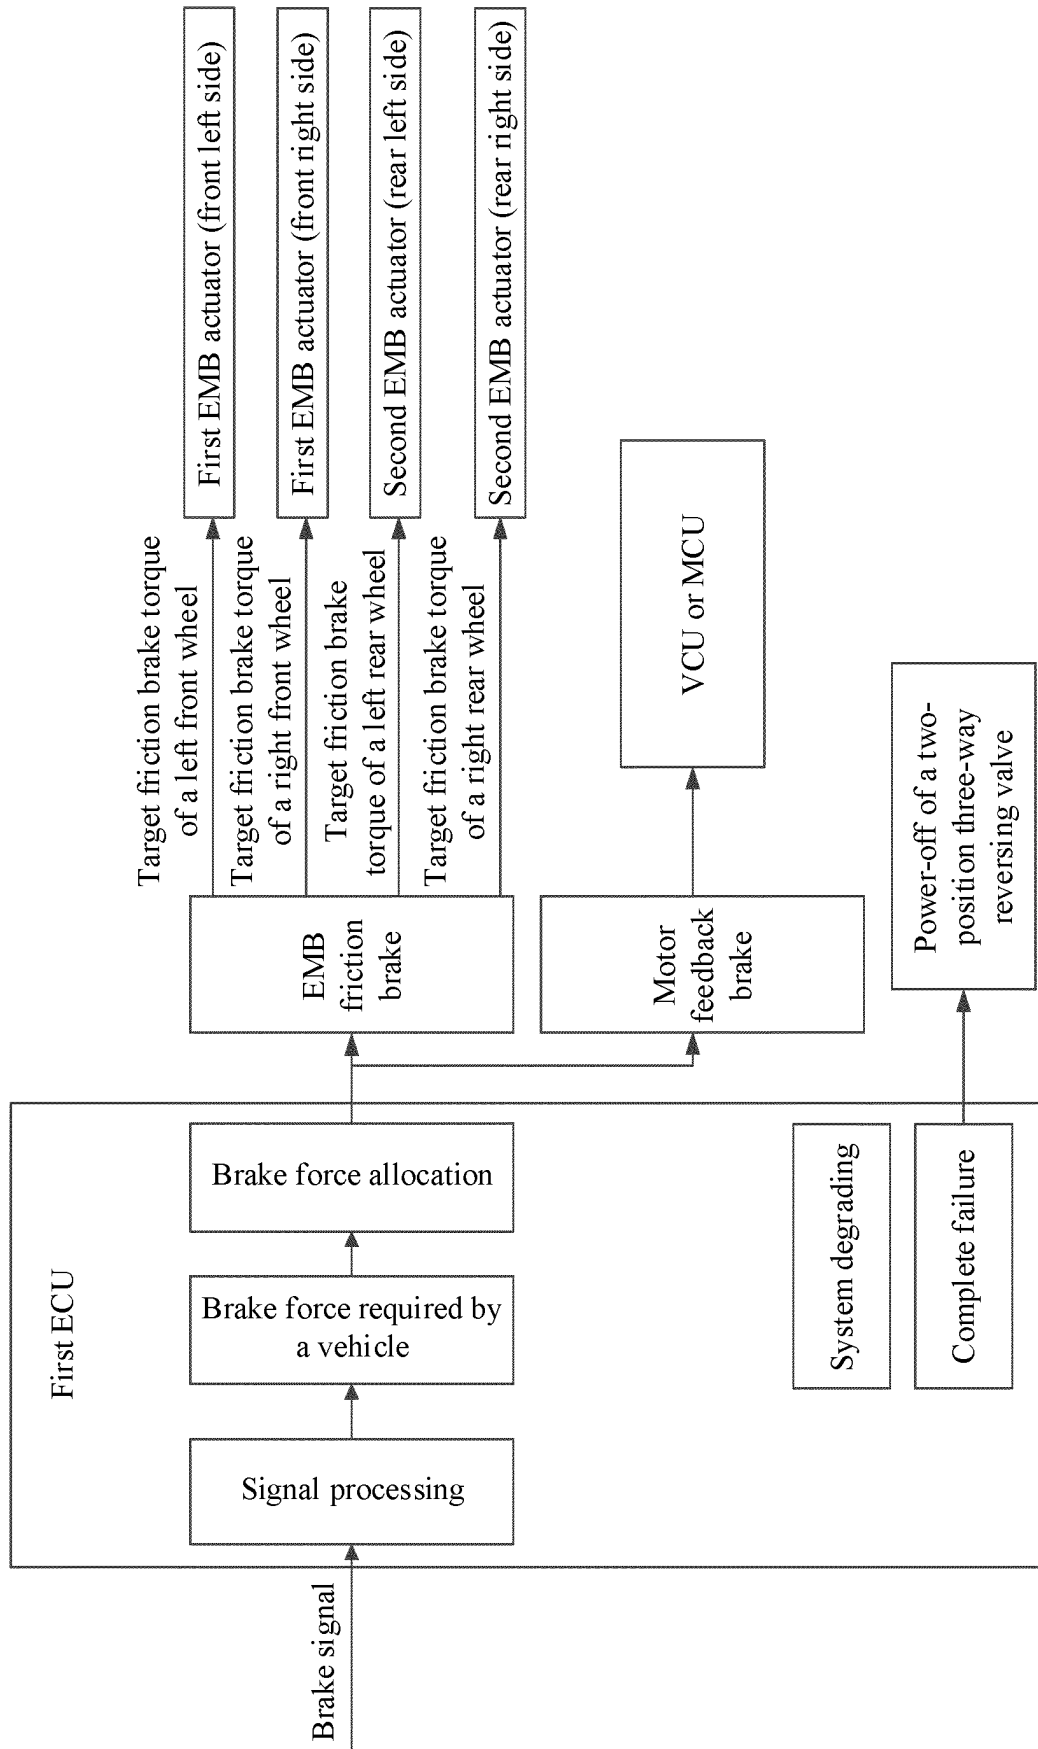 Brake signal
First ECU
Signal processing
Brake force required by
a vehicle
Brake force allocation
EMB
friction
brake
Target friction brake torque
of a left front wheel
Target friction brake torque
of a right front wheel
Target friction brake
torque of a left rear wheel
Target friction brake torque
of a right rear wheel
First EMB actuator (front left side)
First EMB actuator (front right side)
Second EMB actuator (rear left side)
Second EMB actuator (rear right side)
Motor
feedback
brake
VCU or MCU
System degrading
Complete failure
Power-off of a two-
position three-way
reversing valve